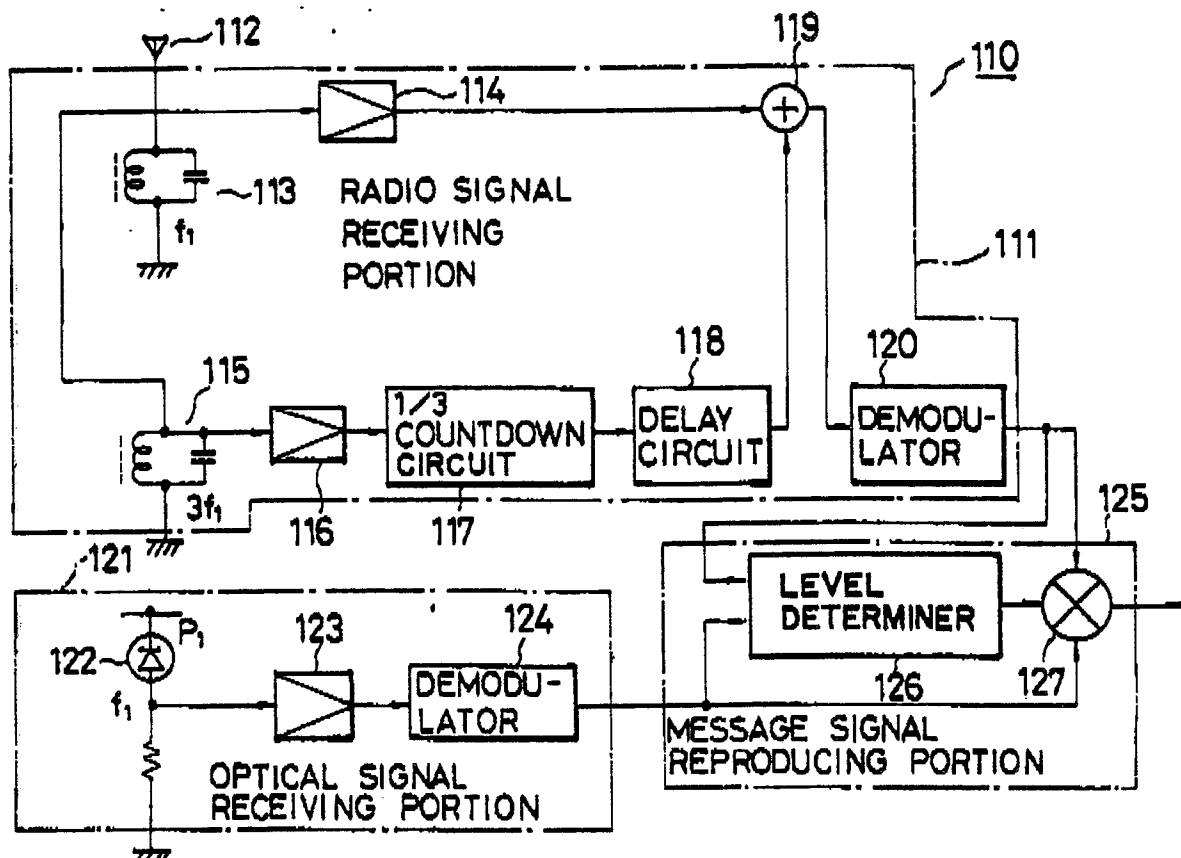 112
119
110
114
113
RADIO SIGNAL
RECEIVING
PORTION
f₁
111
115
118
120
1/3
COUNTDOWN
CIRCUIT
DELAY
CIRCUIT
DEMODU-
LATOR
3f₁
116
117
125
121
LEVEL
DETERMINER
P₁
122
123
124
f₁
DEMODU-
LATOR
126
127
MESSAGE SIGNAL
REPRODUCING PORTION
OPTICAL SIGNAL
RECEIVING PORTION